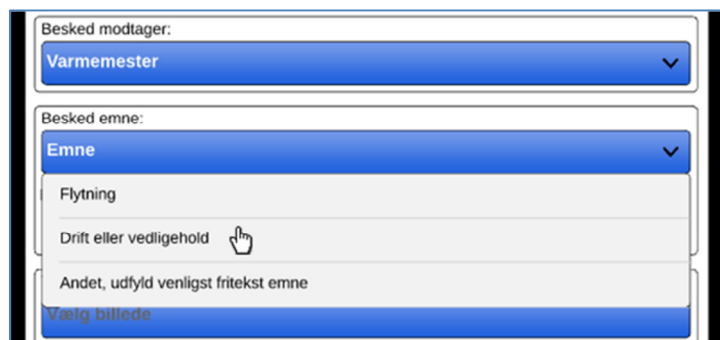 Besked modtager:
Varmemester
Besked emne:
Emne
Flytning
Drift eller vedligehold
Andet, udfyld venligst fritekst emne
Vælg billede